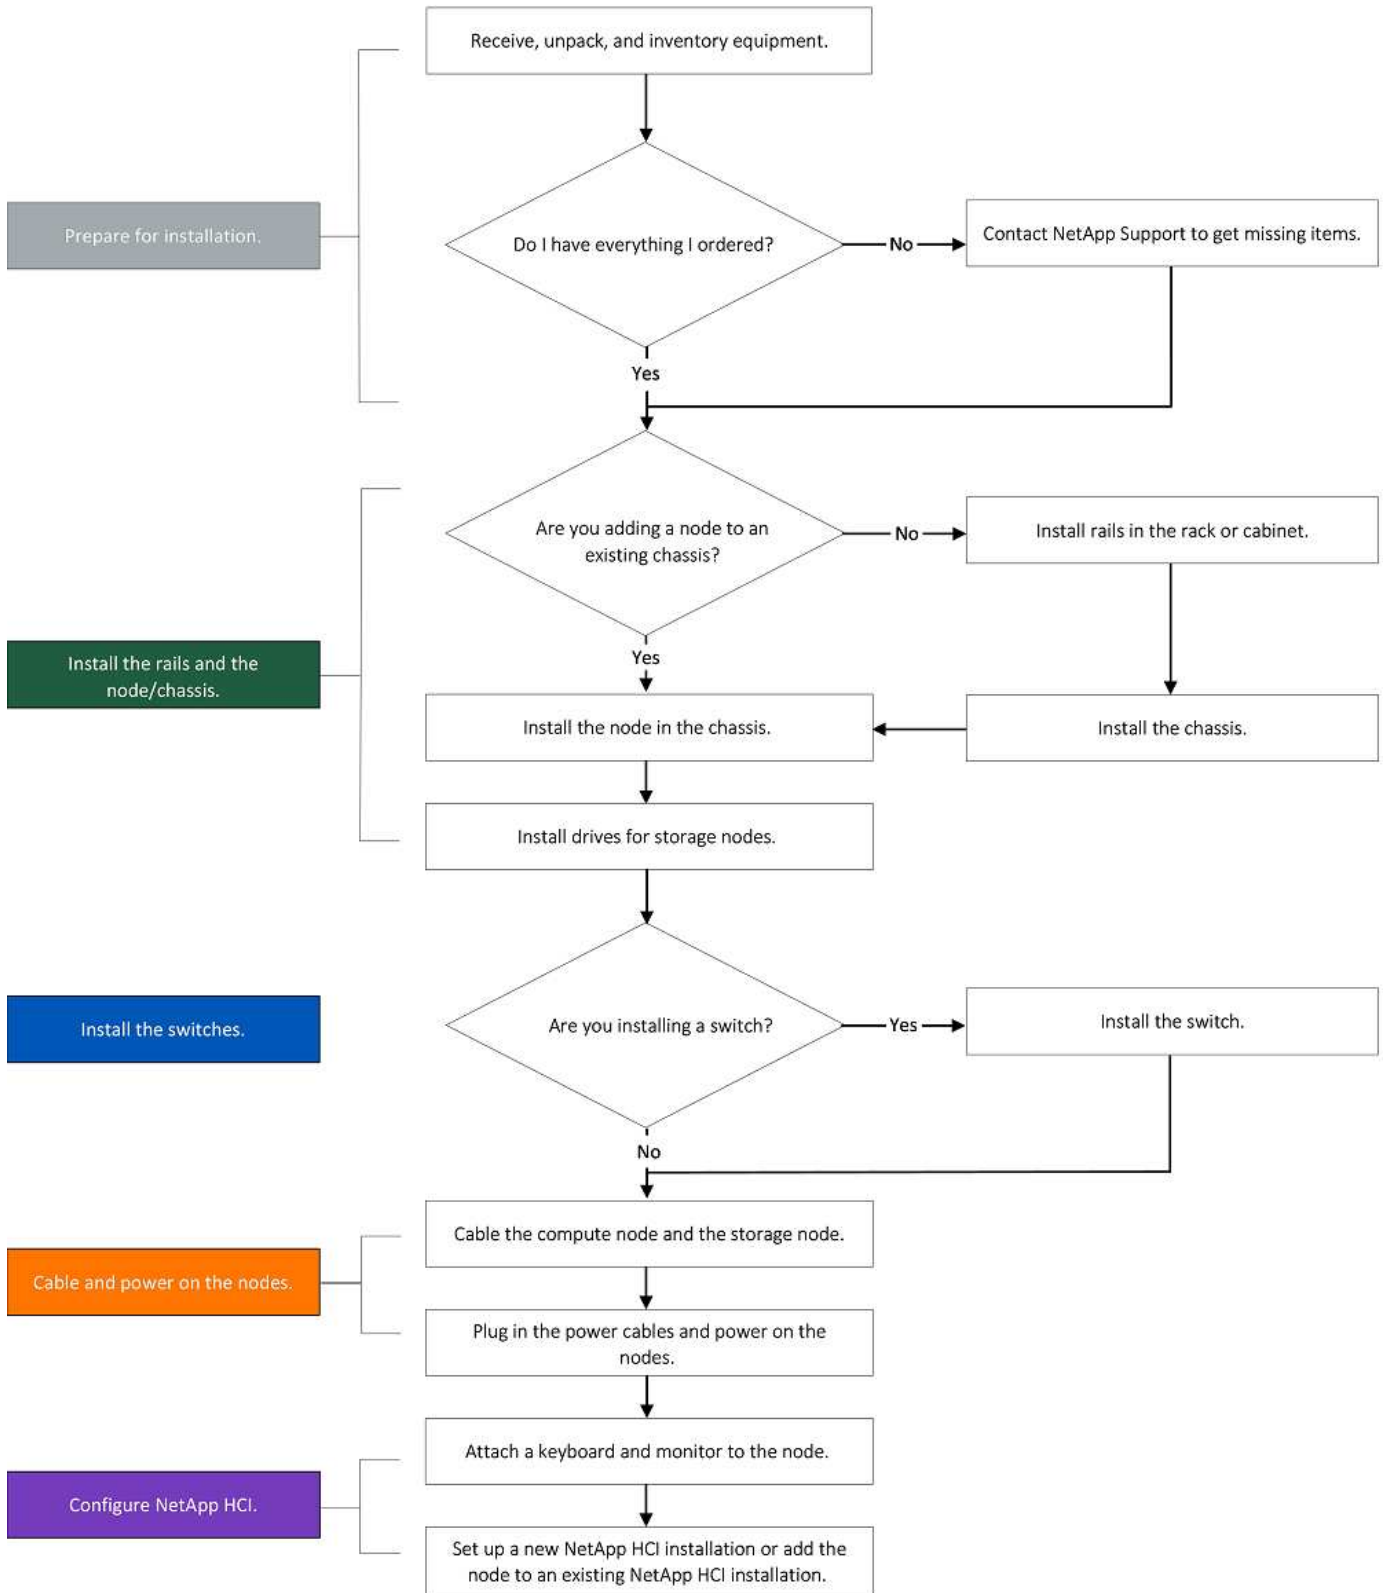 Receive, unpack, and inventory equipment.
Prepare for installation.
Do I have everything I ordered?
No
Contact NetApp Support to get missing items.
Yes
Are you adding a node to an
existing chassis?
No
Install rails in the rack or cabinet.
Yes
Install the rails and the
node/chassis.
Install the node in the chassis.
Install the chassis.
Install drives for storage nodes.
Install the switches.
Are you installing a switch?
Yes
Install the switch.
No
Cable the compute node and the storage node.
Cable and power on the nodes.
Plug in the power cables and power on the
nodes.
Attach a keyboard and monitor to the node.
Configure NetApp HCI.
Set up a new NetApp HCI installation or add the
node to an existing NetApp HCI installation.